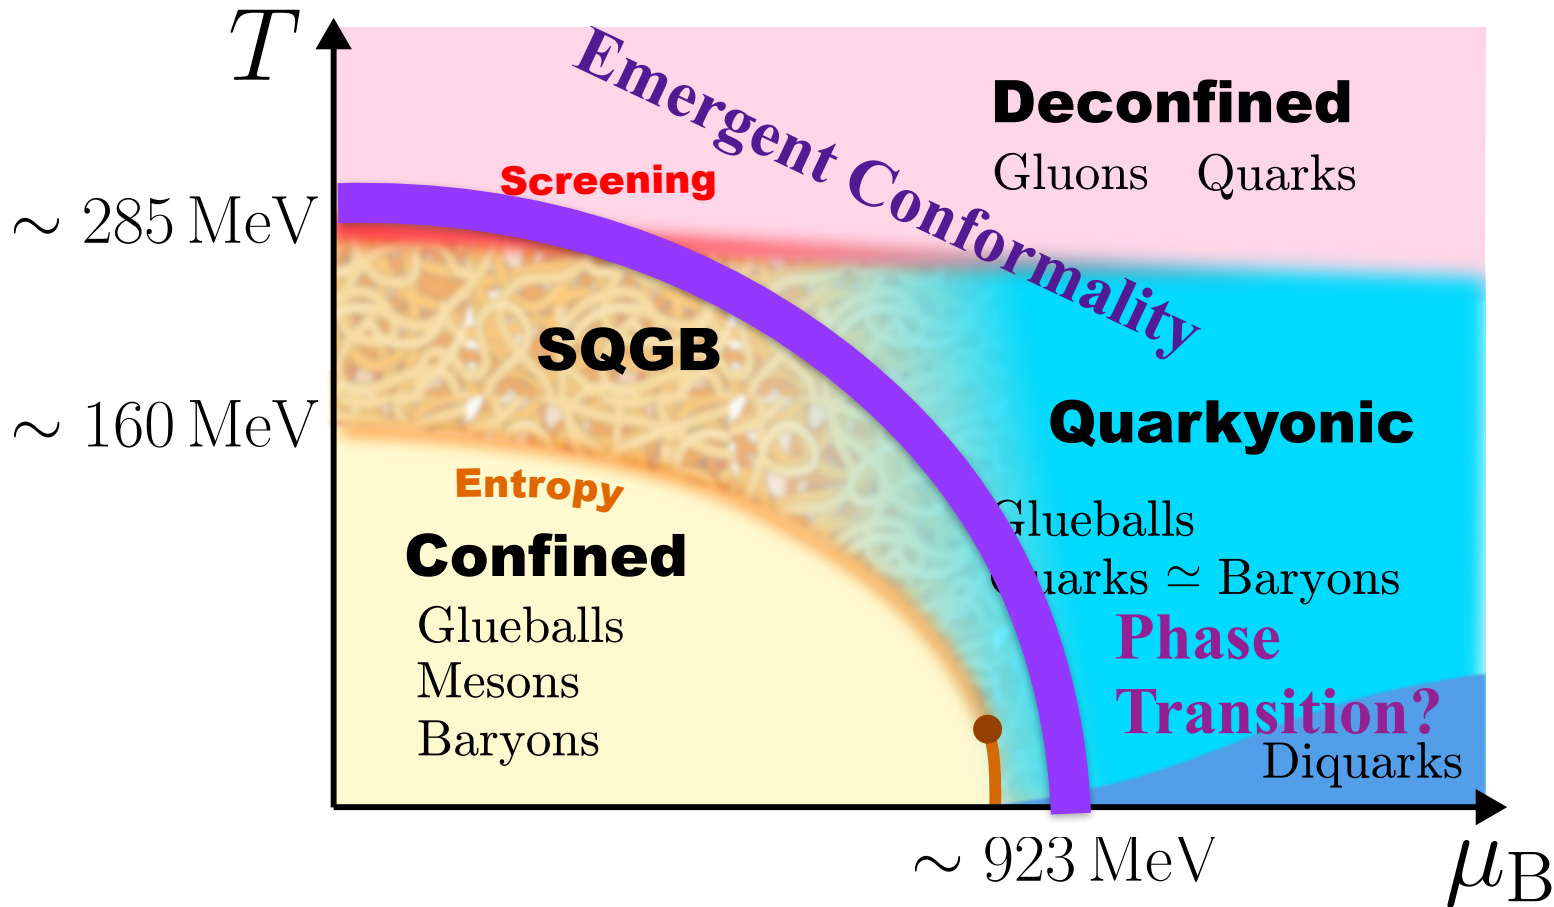 T
Emergent Conformality
Deconfined
Gluons Quarks
Screening
~ 285 MeV
SQGB
~ 160 MeV
Quarkyonic
Entropy
Glueballs
Confined
Quarks ≃ Baryons
Glueballs
Phase
Mesons
Transition?
Baryons
Diquarks
~ 923 MeV
μB